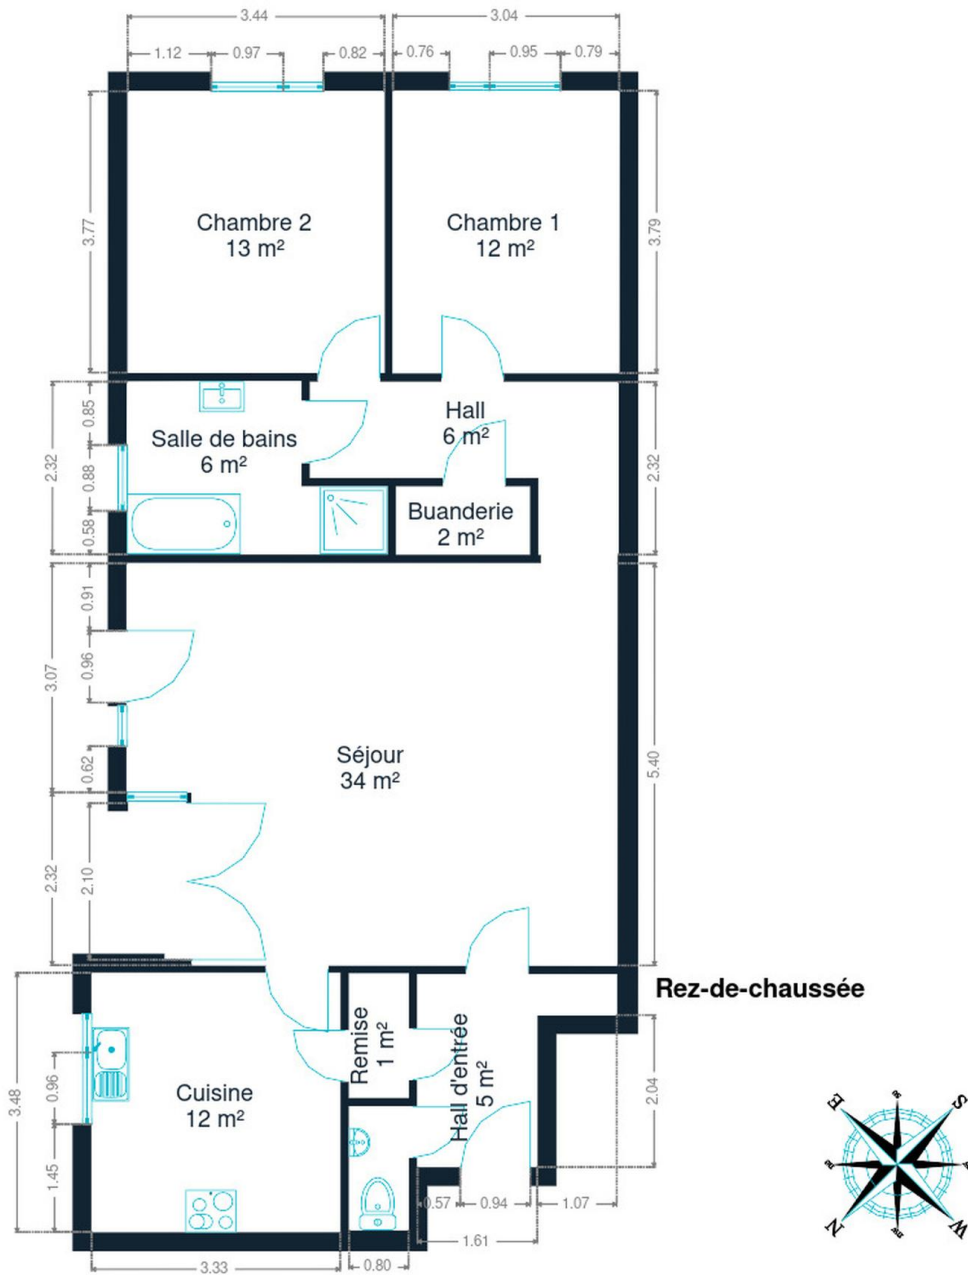 3.44
3.04
1.12
0.97
0.82
0.76
0.95
0.79
Chambre 2
13 m²
Chambre 1
12 m²
3.77
3.79
Salle de bains
6 m²
Hall
6 m²
Buanderie
2 m²
2.32
0.85
0.88
0.58
2.32
3.07
0.91
0.96
0.62
Séjour
34 m²
5.40
2.32
2.10
Rez-de-chaussée
Remise
1 m²
Hall d'entrée
5 m²
Cuisine
12 m²
3.48
0.96
1.45
2.04
0.57
0.94
1.07
1.61
3.33
0.80
E
S
N
W